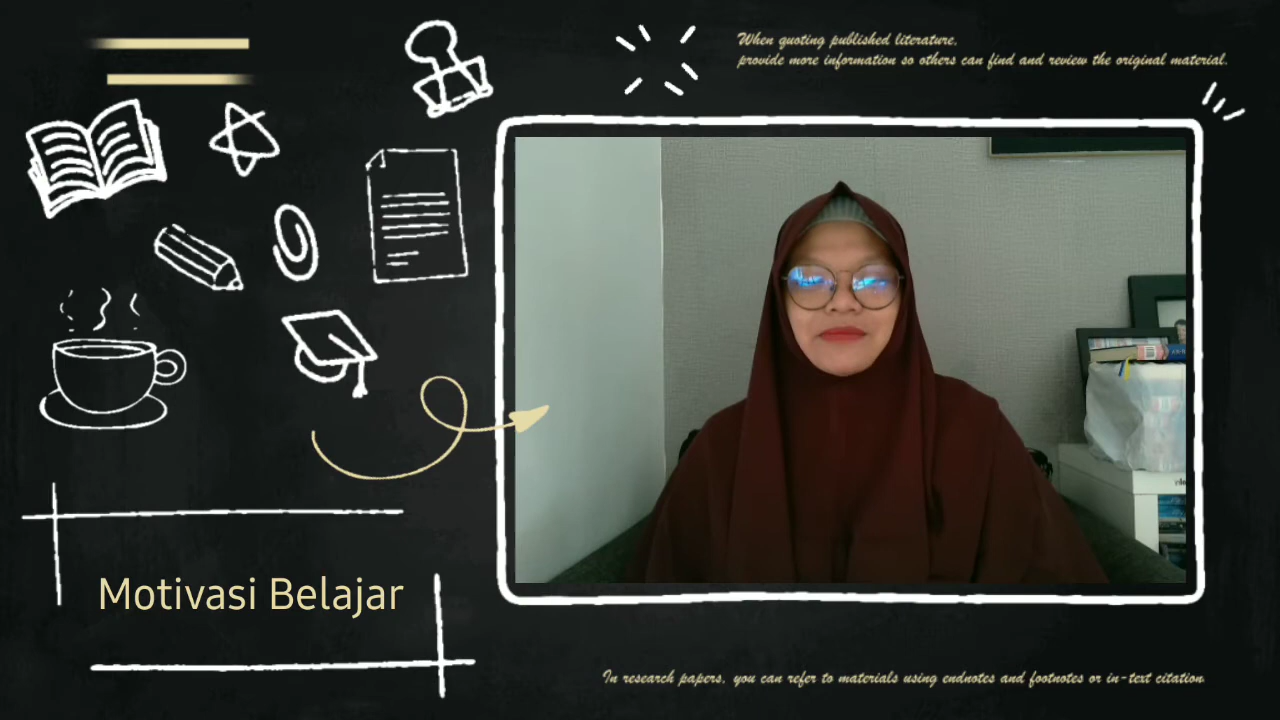 When quoting published literature,
provide more information so others can find and review the original material.
Motivasi Belajar
In research papers, you can refer to materials using endnotes and footnotes or in-text citation